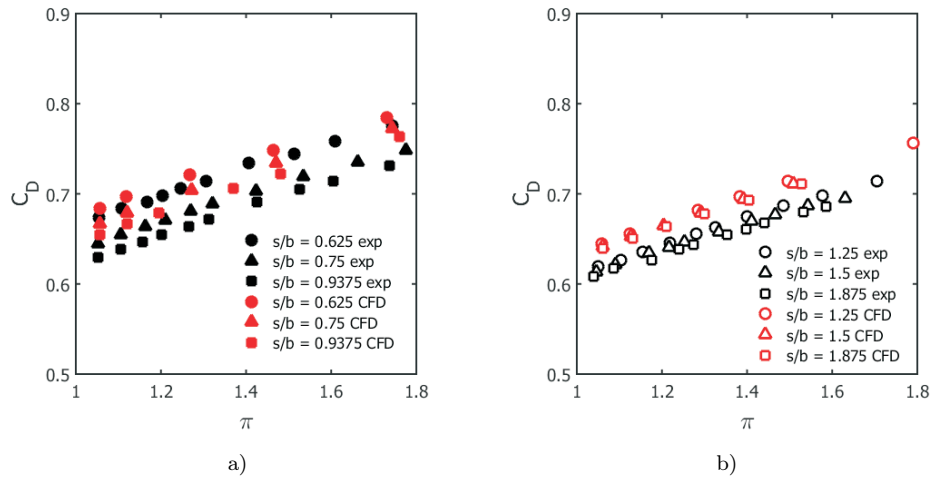 0.9
0.8
0.7
0.6
0.5
C_D
1
1.2
1.4
1.6
1.8
π
s/b = 0.625 exp
s/b = 0.75 exp
s/b = 0.9375 exp
s/b = 0.625 CFD
s/b = 0.75 CFD
s/b = 0.9375 CFD
a)
0.9
0.8
0.7
0.6
0.5
C_D
1
1.2
1.4
1.6
1.8
π
s/b = 1.25 exp
s/b = 1.5 exp
s/b = 1.875 exp
s/b = 1.25 CFD
s/b = 1.5 CFD
s/b = 1.875 CFD
b)